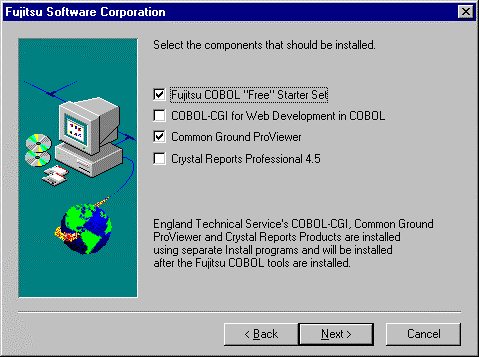 Fujitsu Software Corporation
Select the components that should be installed.
Fujitsu COBOL "Free" Starter Set
COBOL-CGI for Web Development in COBOL
Common Ground ProViewer
Crystal Reports Professional 4.5
England Technical Service's COBOL-CGI, Common Ground
ProViewer and Crystal Reports Products are installed
using separate Install programs and will be installed
after the Fujitsu COBOL tools are installed.
< Back
Next >
Cancel